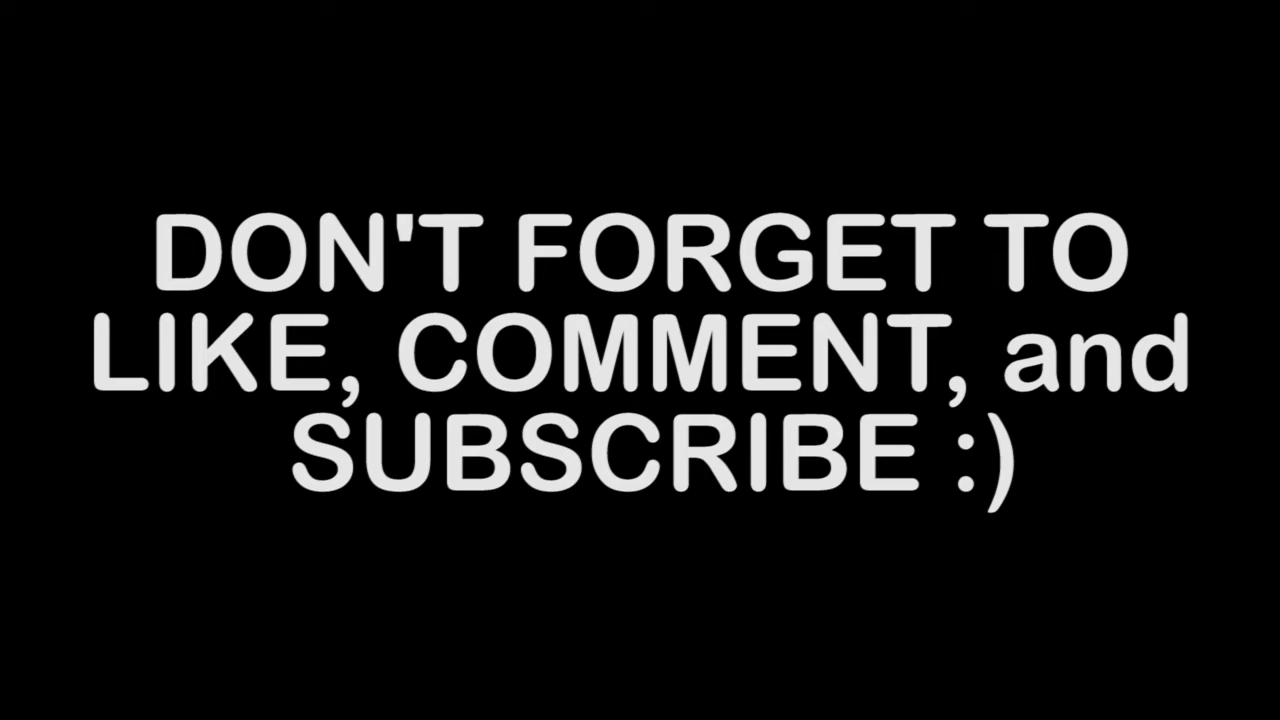 DON'T FORGET TO
LIKE, COMMENT, and
SUBSCRIBE :)